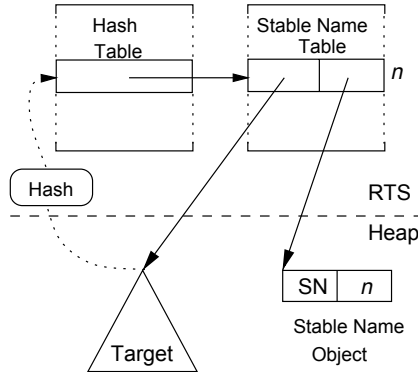 Hash
Table
Stable Name
Table
n
Hash
RTS
Heap
SN n
Target
Stable Name
Object